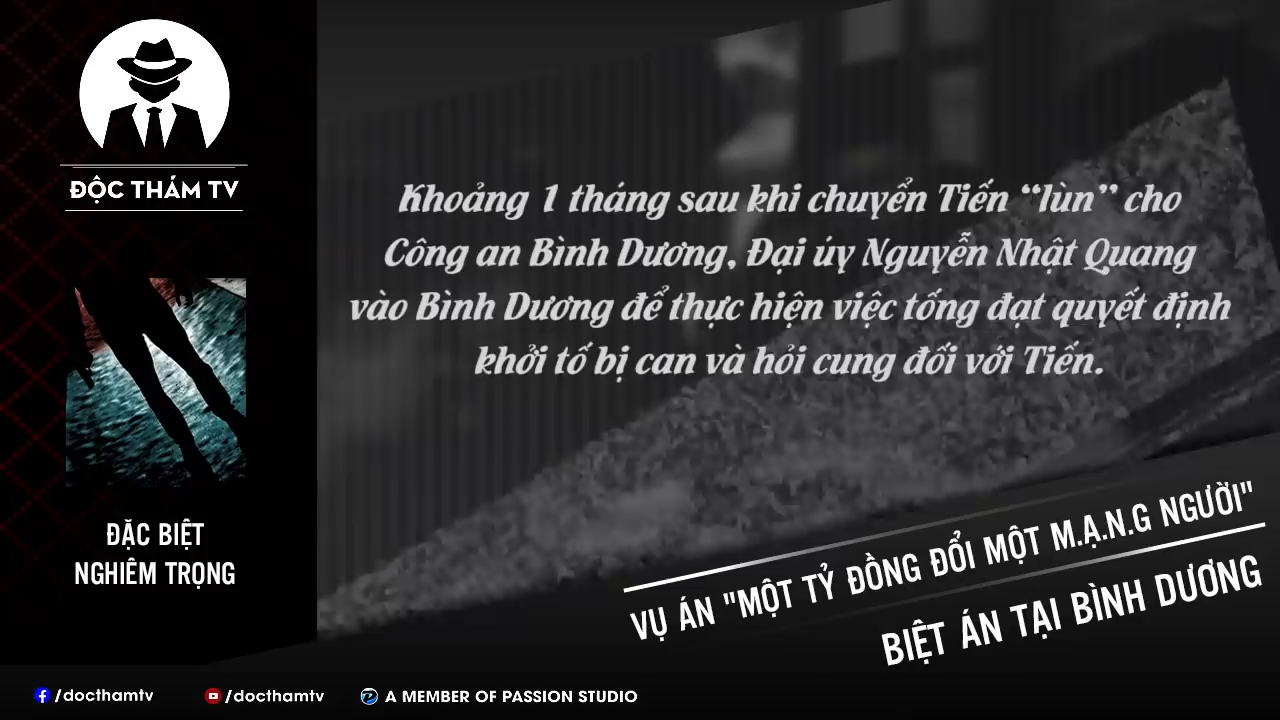 ĐỘC THÁM TV
ĐẶC BIỆT
NGHIÊM TRỌNG
Khoảng 1 tháng sau khi chuyển Tiến “lùn” cho
Công an Bình Dương, Đại úy Nguyễn Nhật Quang
vào Bình Dương để thực hiện việc tống đạt quyết định
khởi tố bị can và hỏi cung đối với Tiến.
VỤ ÁN "MỘT TỶ ĐỒNG ĐỔI MỘT M.Ạ.N.G NGƯỜI"
BIỆT ÁN TẠI BÌNH DƯƠNG
/docthamtv
/docthamtv
A MEMBER OF PASSION STUDIO